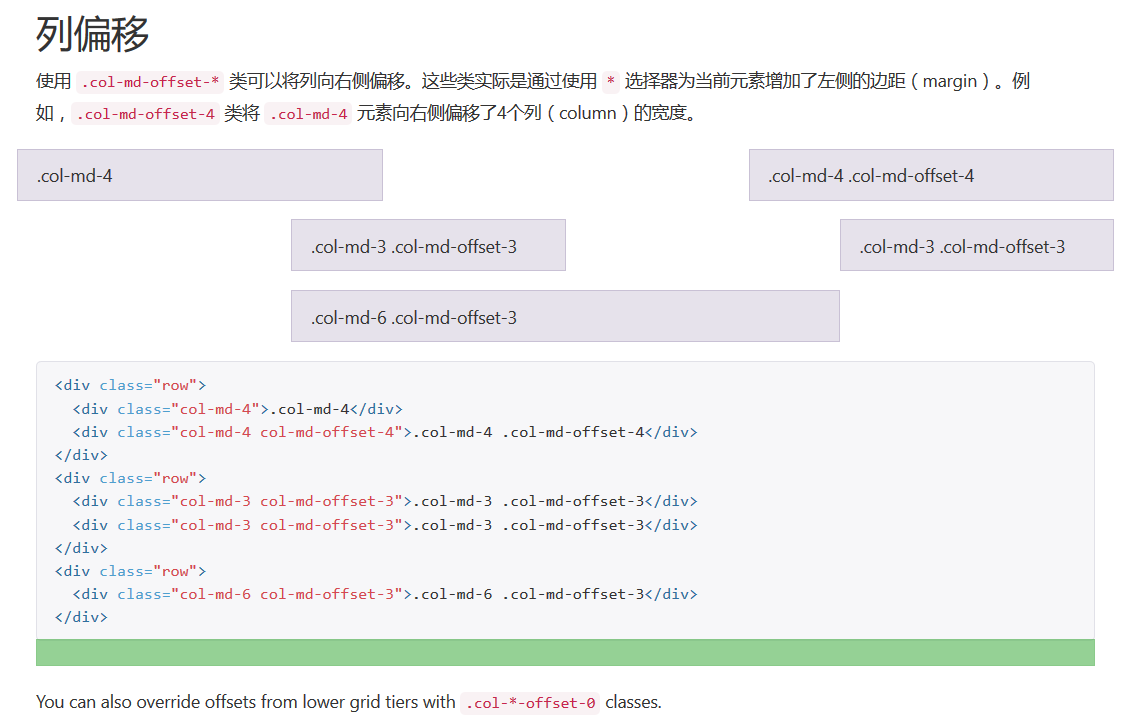 列偏移
使用 .col-md-offset-* 类可以将列向右侧偏移。这些类实际是通过使用 * 选择器为当前元素增加了左侧的边距（margin）。例
如，.col-md-offset-4 类将 .col-md-4 元素向右侧偏移了4个列（column）的宽度。
.col-md-4 .col-md-4 .col-md-offset-4
.col-md-3 .col-md-offset-3 .col-md-3 .col-md-offset-3
.col-md-6 .col-md-offset-3
<div class="row">
  <div class="col-md-4">.col-md-4</div>
  <div class="col-md-4 col-md-offset-4">.col-md-4 .col-md-offset-4</div>
</div>
<div class="row">
  <div class="col-md-3 col-md-offset-3">.col-md-3 .col-md-offset-3</div>
  <div class="col-md-3 col-md-offset-3">.col-md-3 .col-md-offset-3</div>
</div>
<div class="row">
  <div class="col-md-6 col-md-offset-3">.col-md-6 .col-md-offset-3</div>
</div>
You can also override offsets from lower grid tiers with .col-*-offset-0 classes.